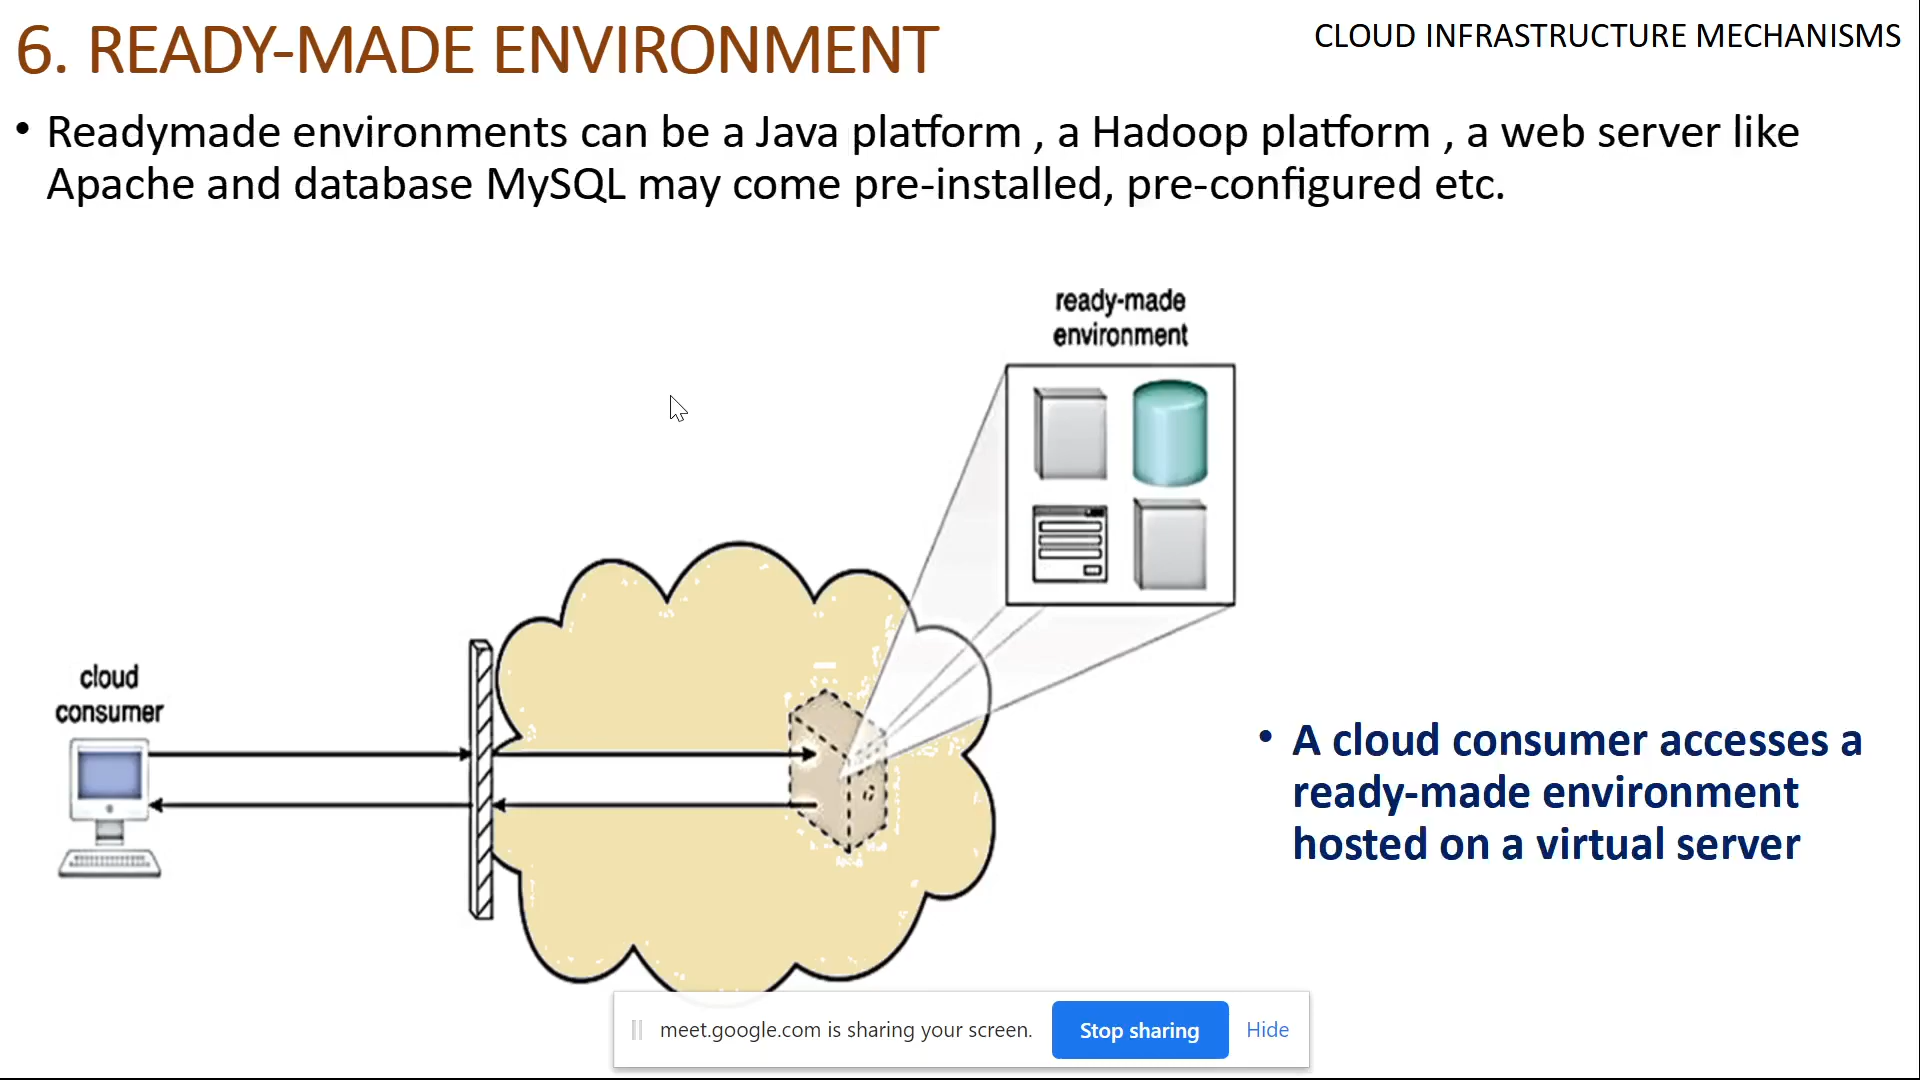 6. READY-MADE ENVIRONMENT
CLOUD INFRASTRUCTURE MECHANISMS
• Readymade environments can be a Java platform , a Hadoop platform , a web server like
Apache and database MySQL may come pre-installed, pre-configured etc.
ready-made
environment
cloud
consumer
• A cloud consumer accesses a
ready-made environment
hosted on a virtual server
meet.google.com is sharing your screen.
Stop sharing
Hide